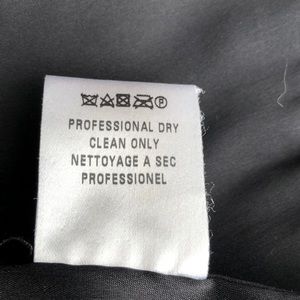 PROFESSIONAL DRY
CLEAN ONLY
NETTOYAGE A SEC
PROFESSIONEL